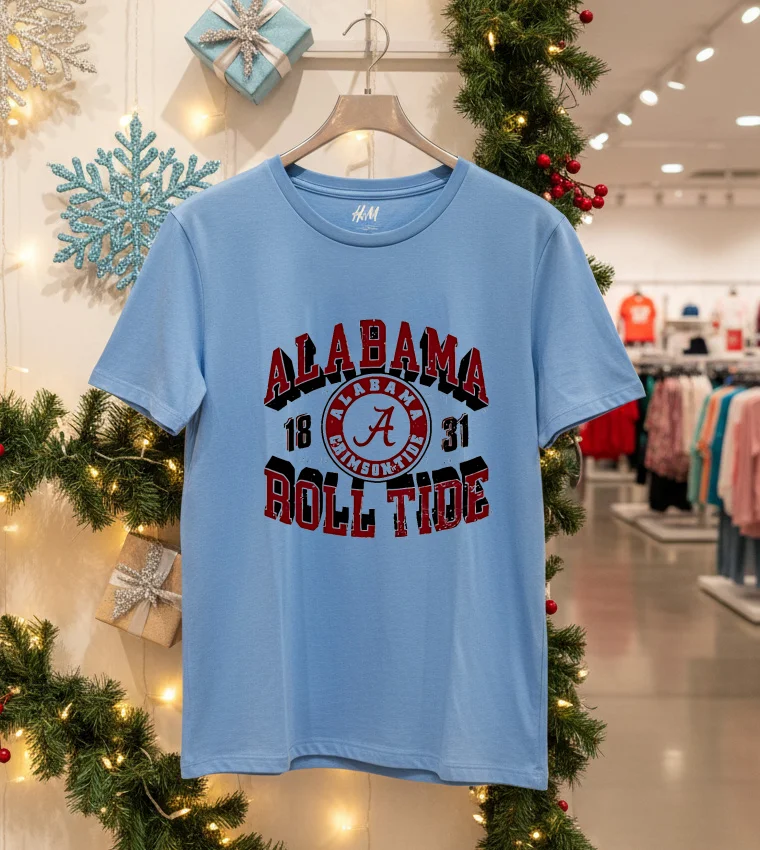 H&M
ALABAMA
ALABAMA
18 A 31
CRIMSON TIDE
ROLL TIDE